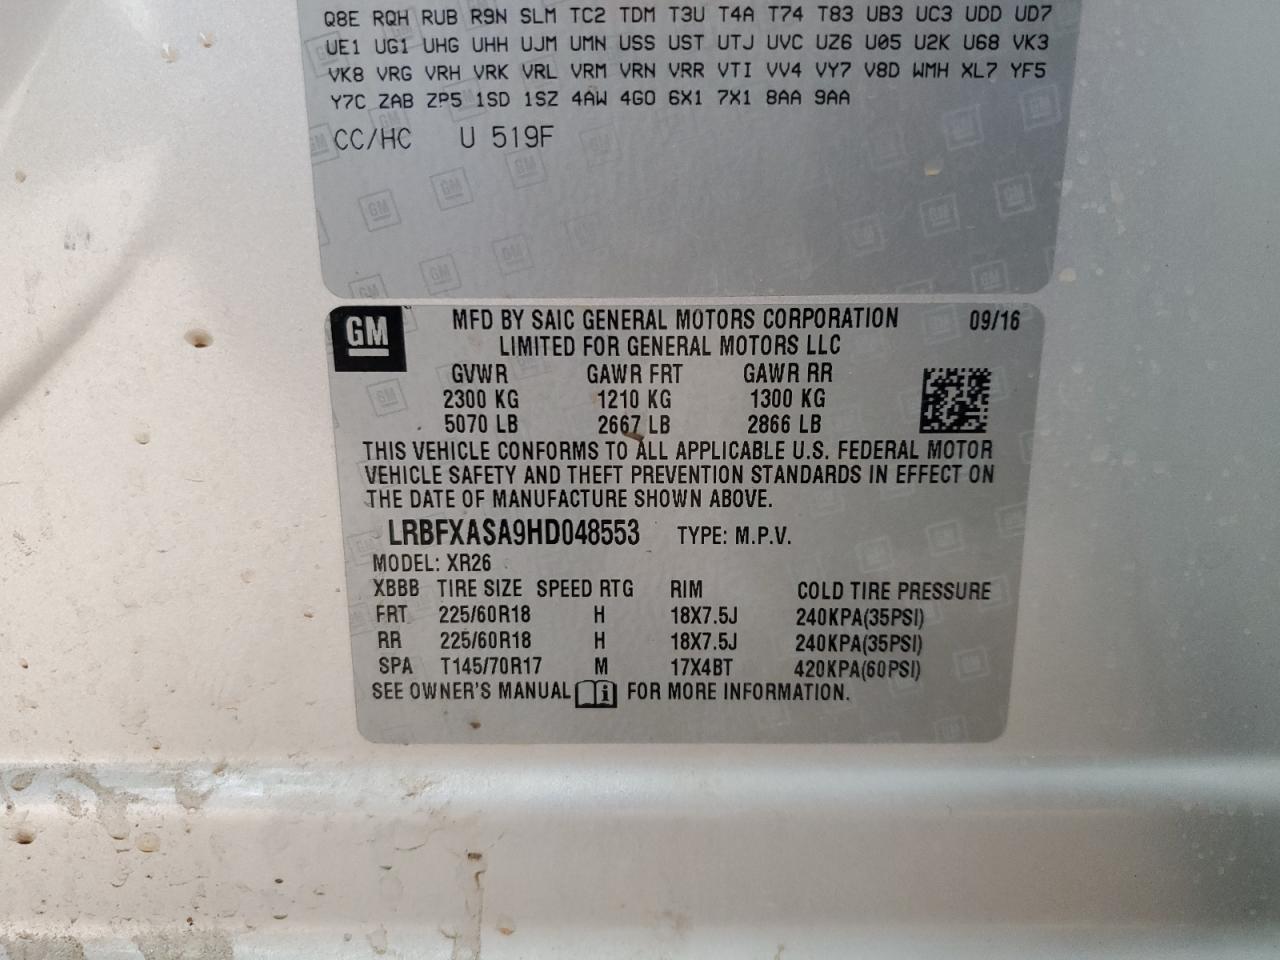 Q8E RQH RUB R9N SLM TC2 TDM T3U T4A T74 T83 UB3 UC3 UDD UD7
UE1 UG1 UHG UHH UJM UMN USS UST UTJ UVC UZ6 U05 U2K U68 VK3
VK8 VRG VRH VRK VRL VRM VRN VRR VTI VV4 VY7 V8D WMH XL7 YF5
Y7C ZAB ZP5 1SD 1SZ 4AW 4GO 6X1 7X1 8AA 9AA
CC/HC U 519F
GM MFD BY SAIC GENERAL MOTORS CORPORATION 09/16
LIMITED FOR GENERAL MOTORS LLC
GVWR GAWR FRT GAWR RR
2300 KG 1210 KG 1300 KG
5070 LB 2667 LB 2866 LB
THIS VEHICLE CONFORMS TO ALL APPLICABLE U.S. FEDERAL MOTOR
VEHICLE SAFETY AND THEFT PREVENTION STANDARDS IN EFFECT ON
THE DATE OF MANUFACTURE SHOWN ABOVE.
LRBFXASA9HD048553 TYPE: M.P.V.
MODEL: XR26
XBBB TIRE SIZE SPEED RTG RIM COLD TIRE PRESSURE
FRT 225/60R18 H 18X7.5J 240KPA(35PSI)
RR 225/60R18 H 18X7.5J 240KPA(35PSI)
SPA T145/70R17 M 17X4BT 420KPA(60PSI)
SEE OWNER'S MANUAL FOR MORE INFORMATION.